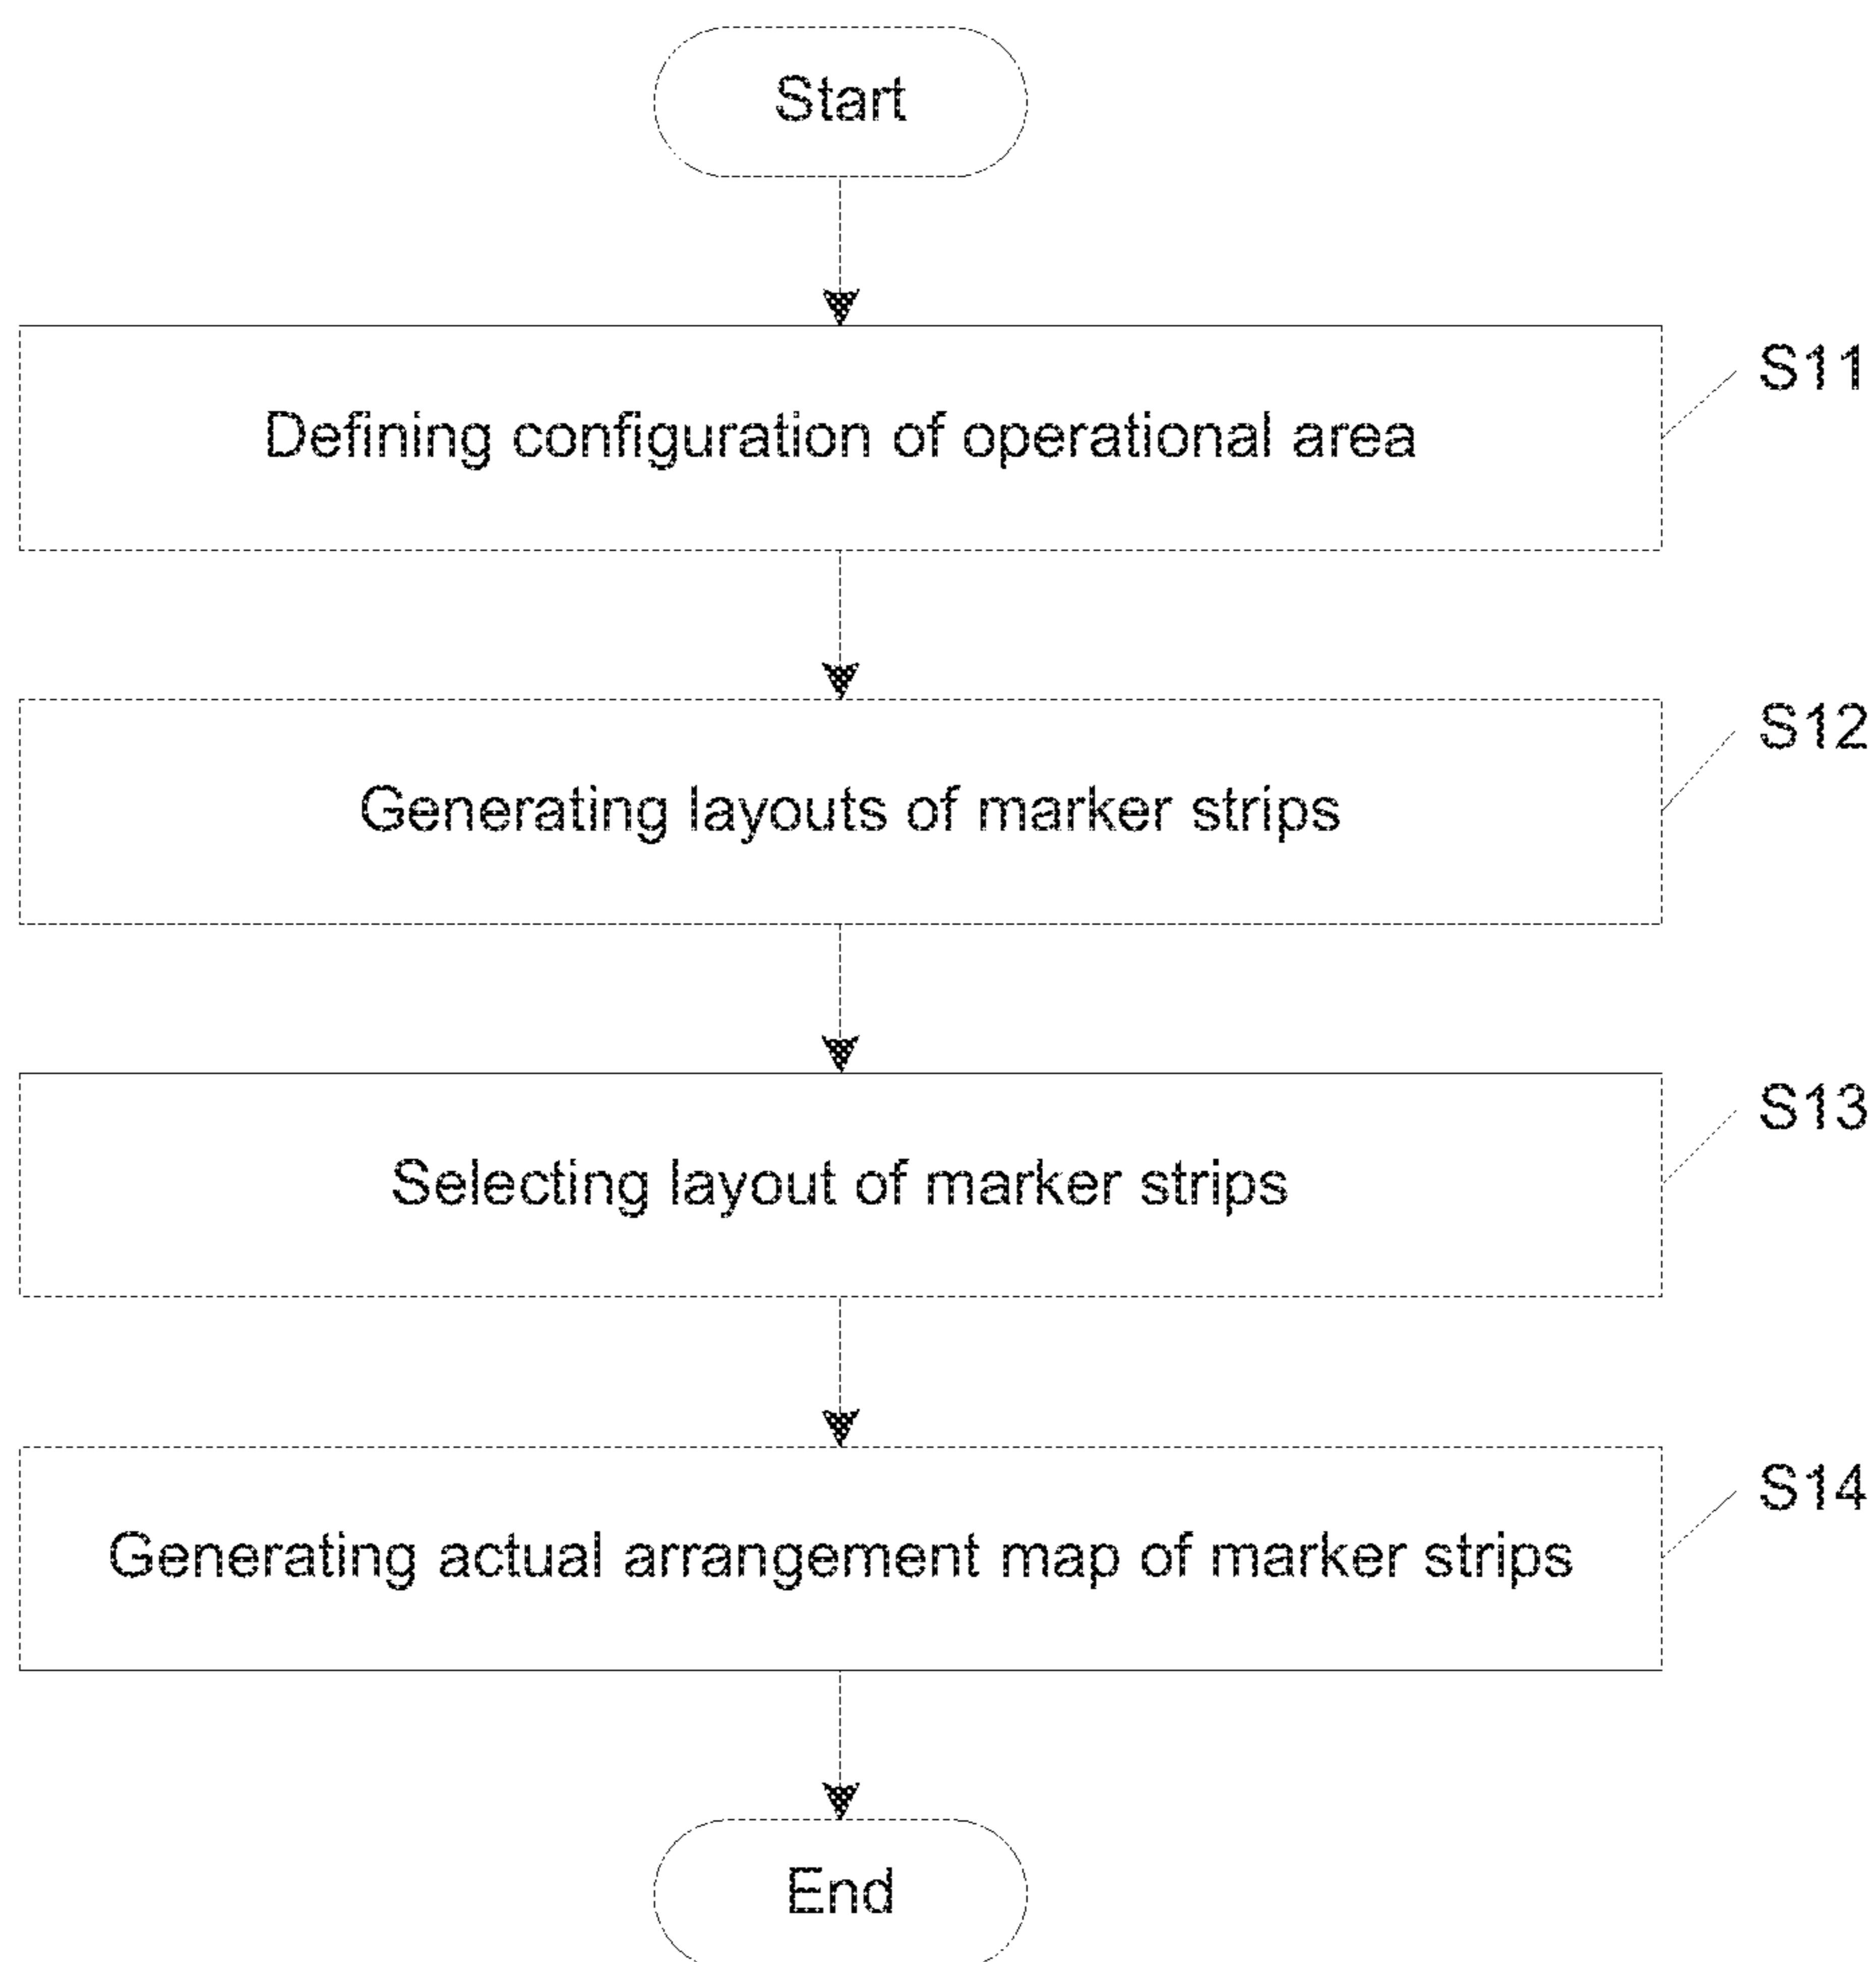 Start
S11
Defining configuration of operational area
S12
Generating layouts of marker strips
S13
Selecting layout of marker strips
S14
Generating actual arrangement map of marker strips
End